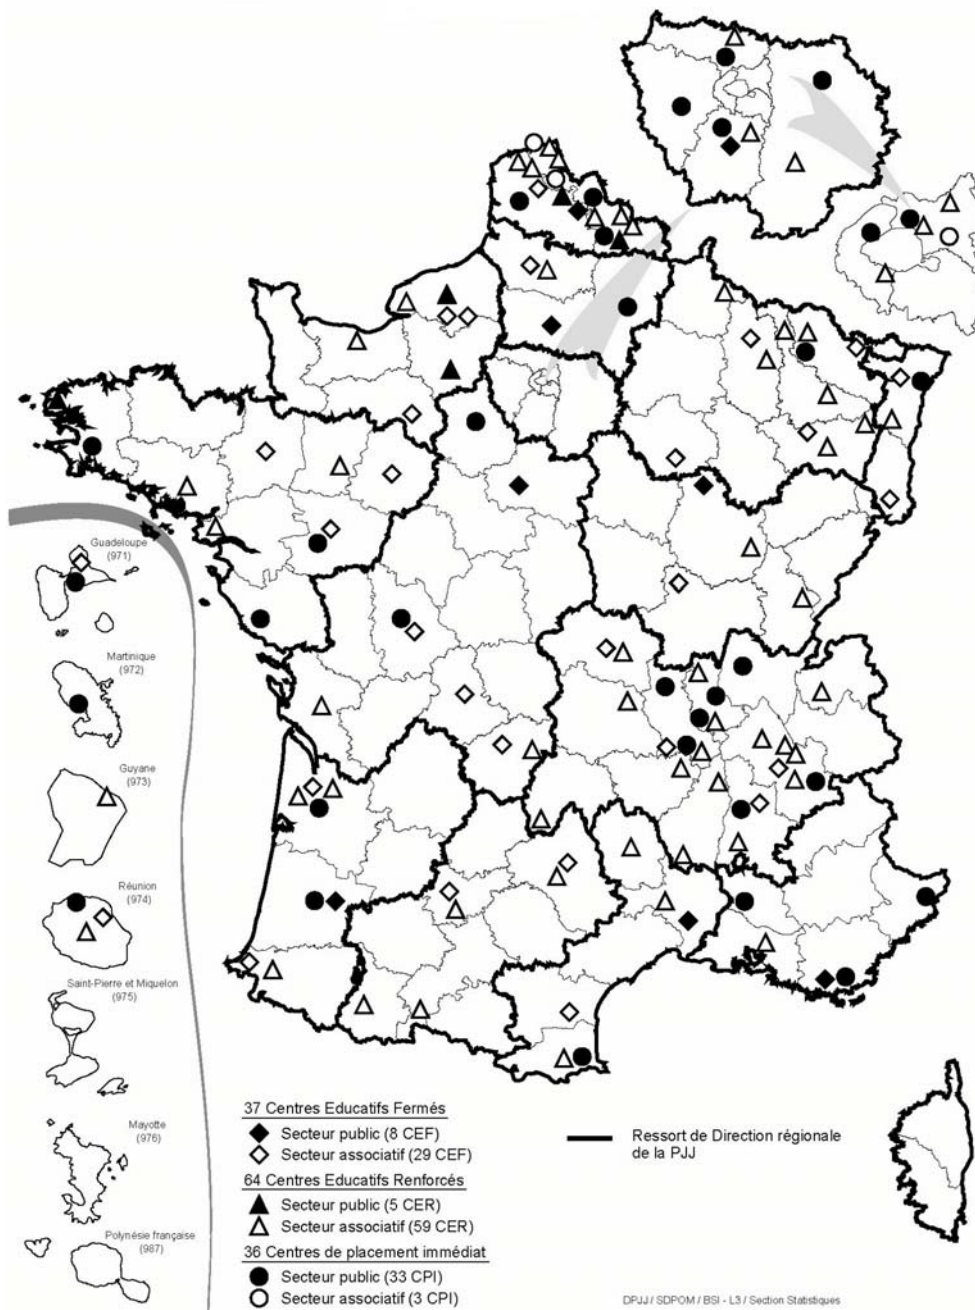 Guadeloupe
(971)
Martinique
(972)
Guyane
(973)
Réunion
(974)
Saint-Pierre et Miquelon
(975)
Mayotte
(976)
Polynésie française
(987)
37 Centres Educatifs Fermés
Secteur public (8 CEF)
Secteur associatif (29 CEF)
64 Centres Educatifs Renforcés
Secteur public (5 CER)
Secteur associatif (59 CER)
36 Centres de placement immédiat
Secteur public (33 CPI)
Secteur associatif (3 CPI)
Ressort de Direction régionale
de la PJJ
DPJJ / SDPOM / BSI - L3 / Section Statistiques